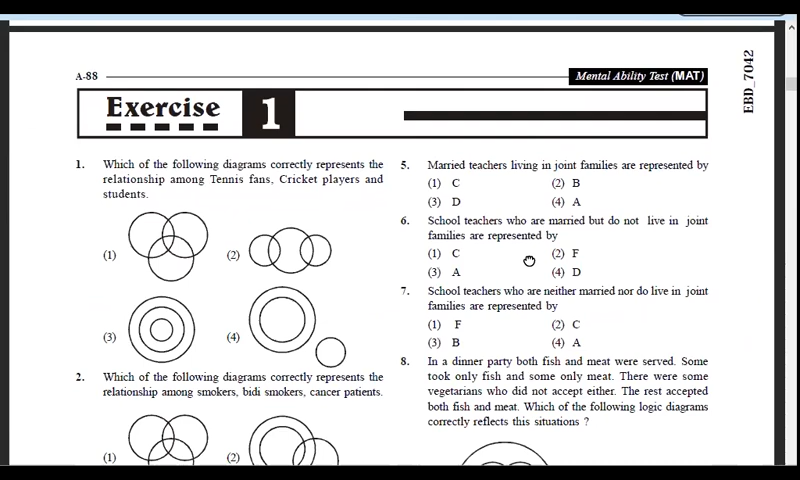 A-88
Mental Ability Test (MAT)
EBD_7042
Exercise 1
1. Which of the following diagrams correctly represents the
relationship among Tennis fans, Cricket players and
students.
(1) (2)
(3) (4)
2. Which of the following diagrams correctly represents the
relationship among smokers, bidi smokers, cancer patients.
(1) (2)
5. Married teachers living in joint families are represented by
(1) C (2) B
(3) D (4) A
6. School teachers who are married but do not live in joint
families are represented by
(1) C (2) F
(3) A (4) D
7. School teachers who are neither married nor do live in joint
families are represented by
(1) F (2) C
(3) B (4) A
8. In a dinner party both fish and meat were served. Some
took only fish and some only meat. There were some
vegetarians who did not accept either. The rest accepted
both fish and meat. Which of the following logic diagrams
correctly reflects this situations ?